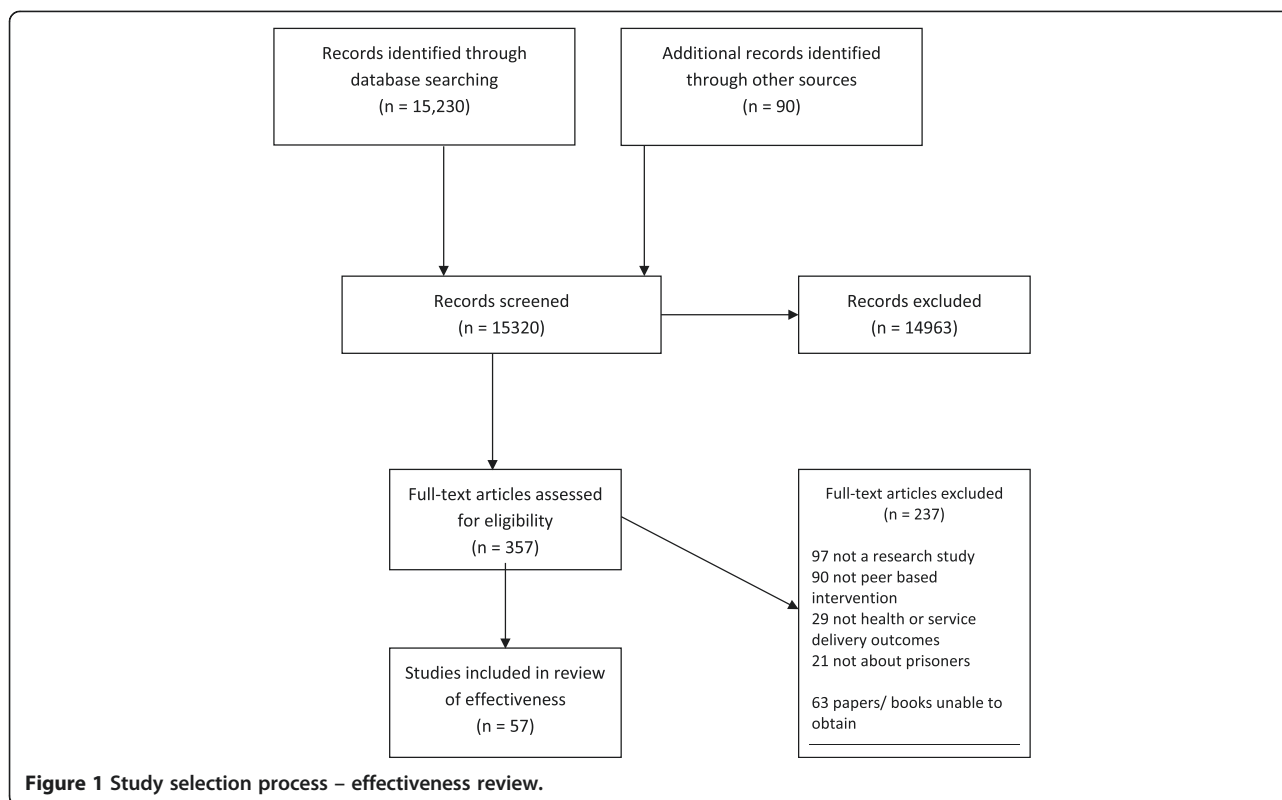 Records identified through
database searching
(n = 15,230)
Additional records identified
through other sources
(n = 90)
Records screened
(n = 15320)
Records excluded
(n = 14963)
Full-text articles assessed
for eligibility
(n = 357)
Full-text articles excluded
(n = 237)
97 not a research study
90 not peer based
intervention
29 not health or service
delivery outcomes
21 not about prisoners
63 papers/ books unable to
obtain
Studies included in review
of effectiveness
(n = 57)
Figure 1 Study selection process – effectiveness review.